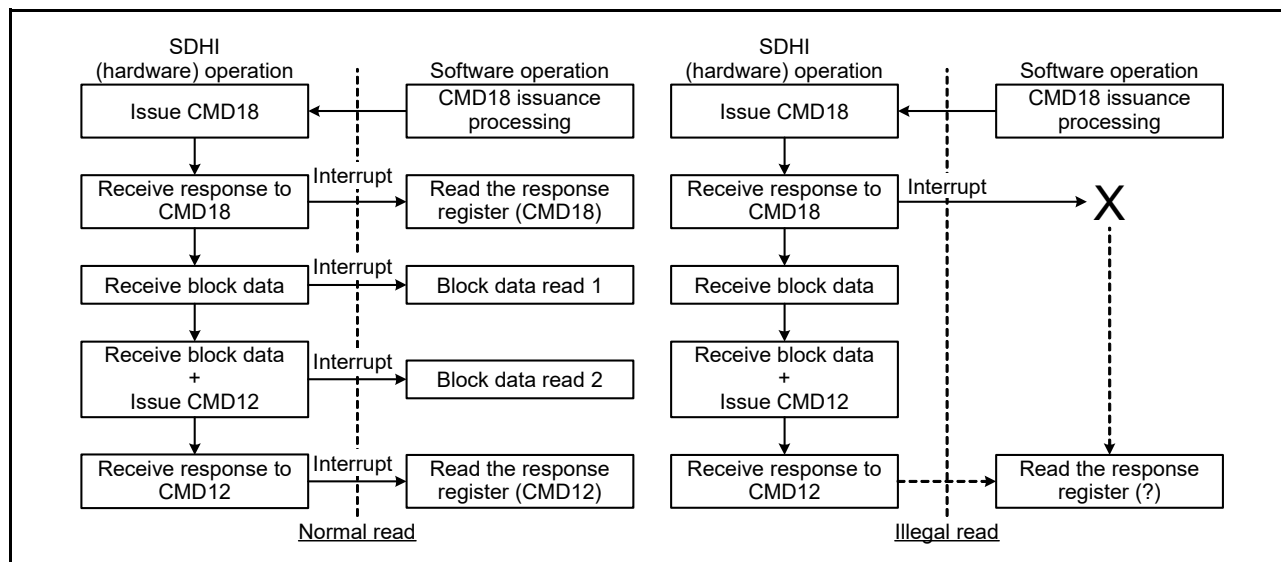 SDHI
(hardware) operation
Software operation
Issue CMD18
CMD18 issuance
processing
Receive response to
CMD18
Interrupt
Read the response
register (CMD18)
Receive block data
Interrupt
Block data read 1
Receive block data
+
Issue CMD12
Interrupt
Block data read 2
Receive response to
CMD12
Interrupt
Read the response
register (CMD12)
Normal read
SDHI
(hardware) operation
Software operation
Issue CMD18
CMD18 issuance
processing
Receive response to
CMD18
Interrupt
X
Receive block data
Receive block data
+
Issue CMD12
Receive response to
CMD12
Read the response
register (?)
Illegal read